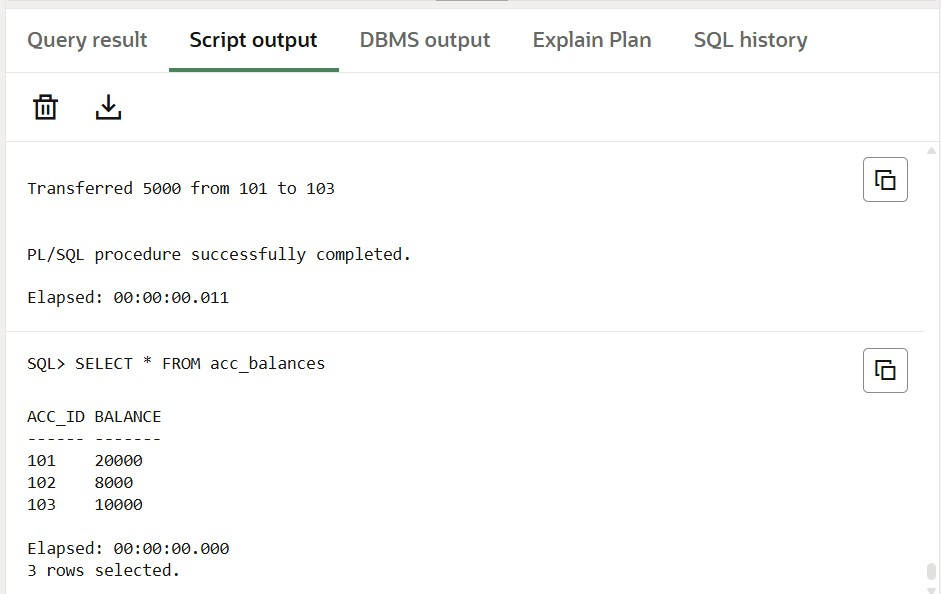 Query result Script output DBMS output Explain Plan SQL history
Transferred 5000 from 101 to 103
PL/SQL procedure successfully completed.
Elapsed: 00:00:00.011
SQL> SELECT * FROM acc_balances
ACC_ID BALANCE
------ -------
101    20000
102    8000
103    10000
Elapsed: 00:00:00.000
3 rows selected.